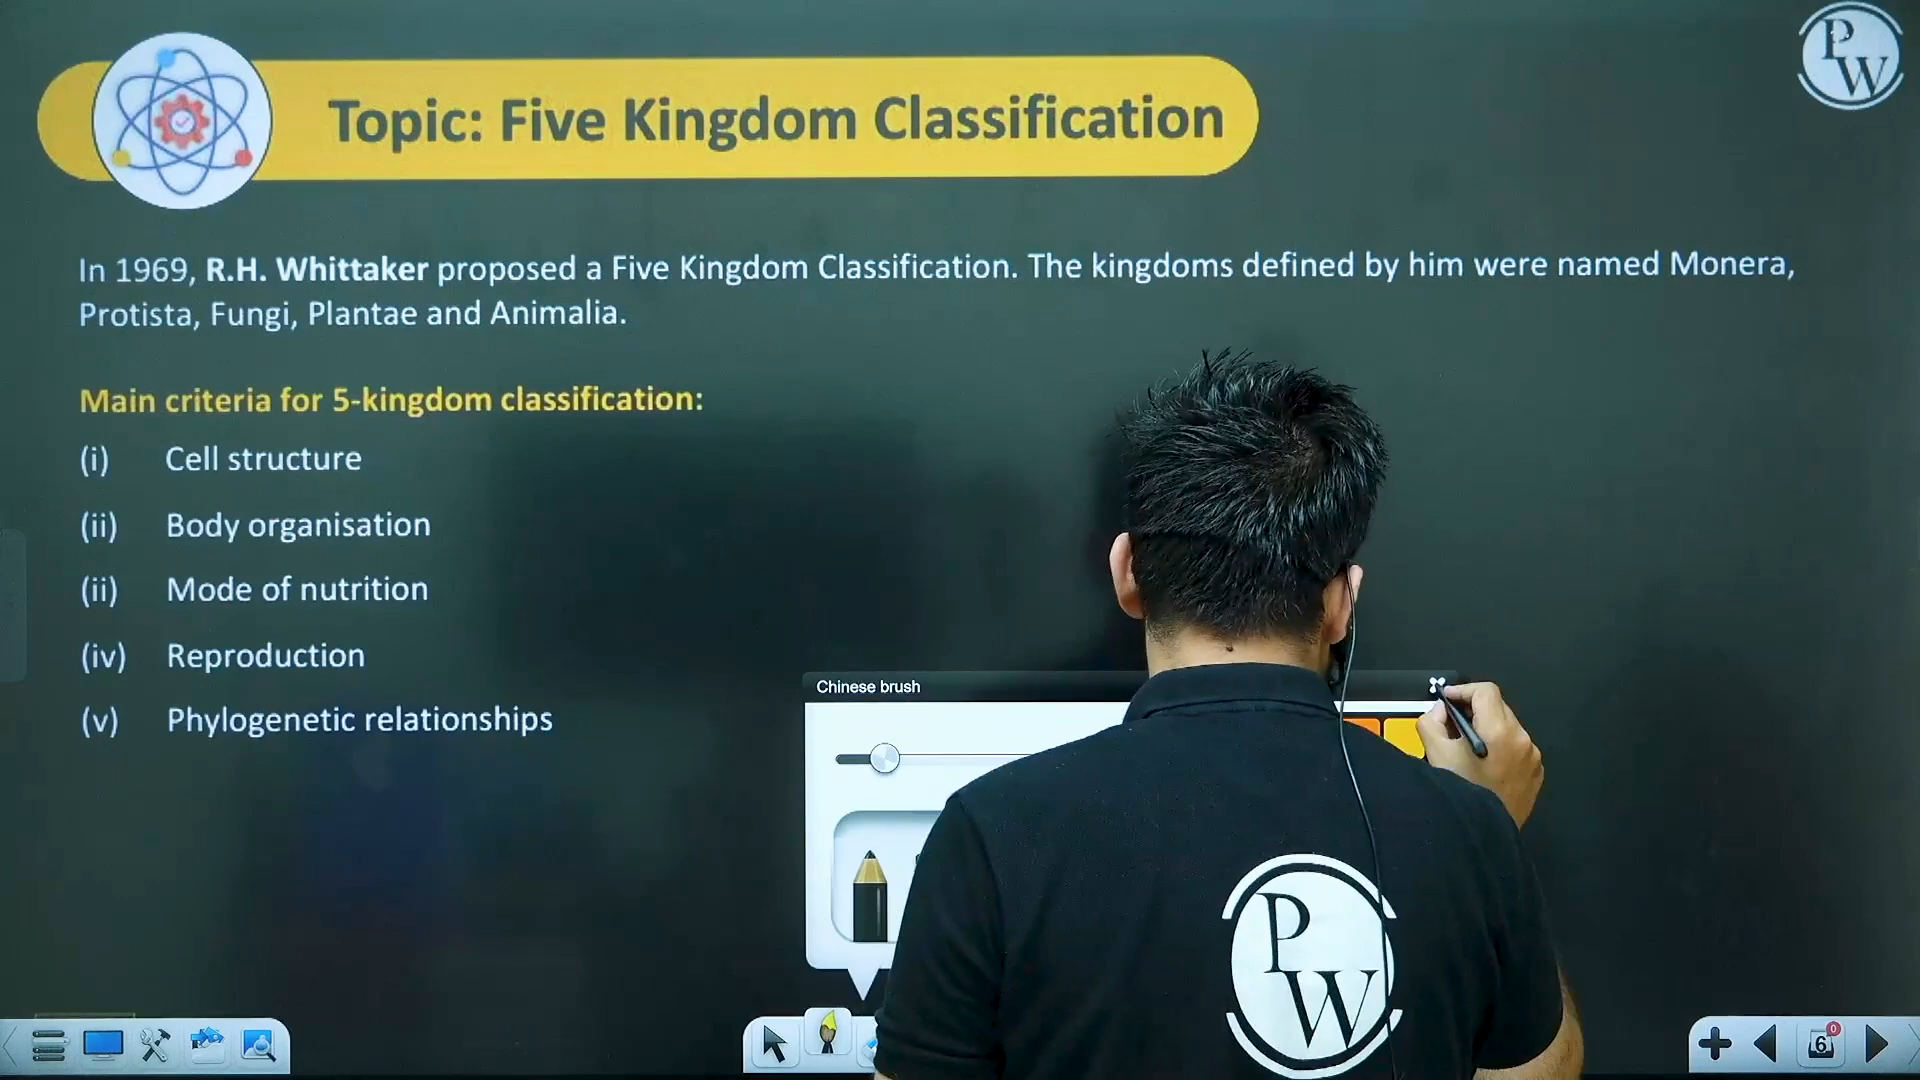 P
W
Topic: Five Kingdom Classification
In 1969, R.H. Whittaker proposed a Five Kingdom Classification. The kingdoms defined by him were named Monera,
Protista, Fungi, Plantae and Animalia.
Main criteria for 5-kingdom classification:
(i) Cell structure
(ii) Body organisation
(ii) Mode of nutrition
(iv) Reproduction
(v) Phylogenetic relationships
Chinese brush
P
W
0
6